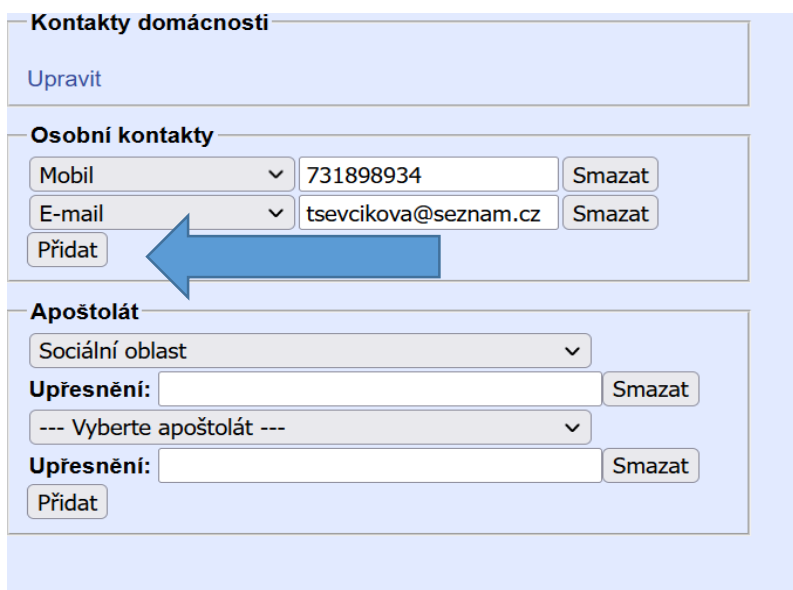 Kontakty domácnosti
Upravit
Osobní kontakty
Mobil 731898934 Smazat
E-mail tsevcikova@seznam.cz Smazat
Přidat
Apoštolát
Sociální oblast
Upřesnění: Smazat
--- Vyberte apoštolát ---
Upřesnění: Smazat
Přidat